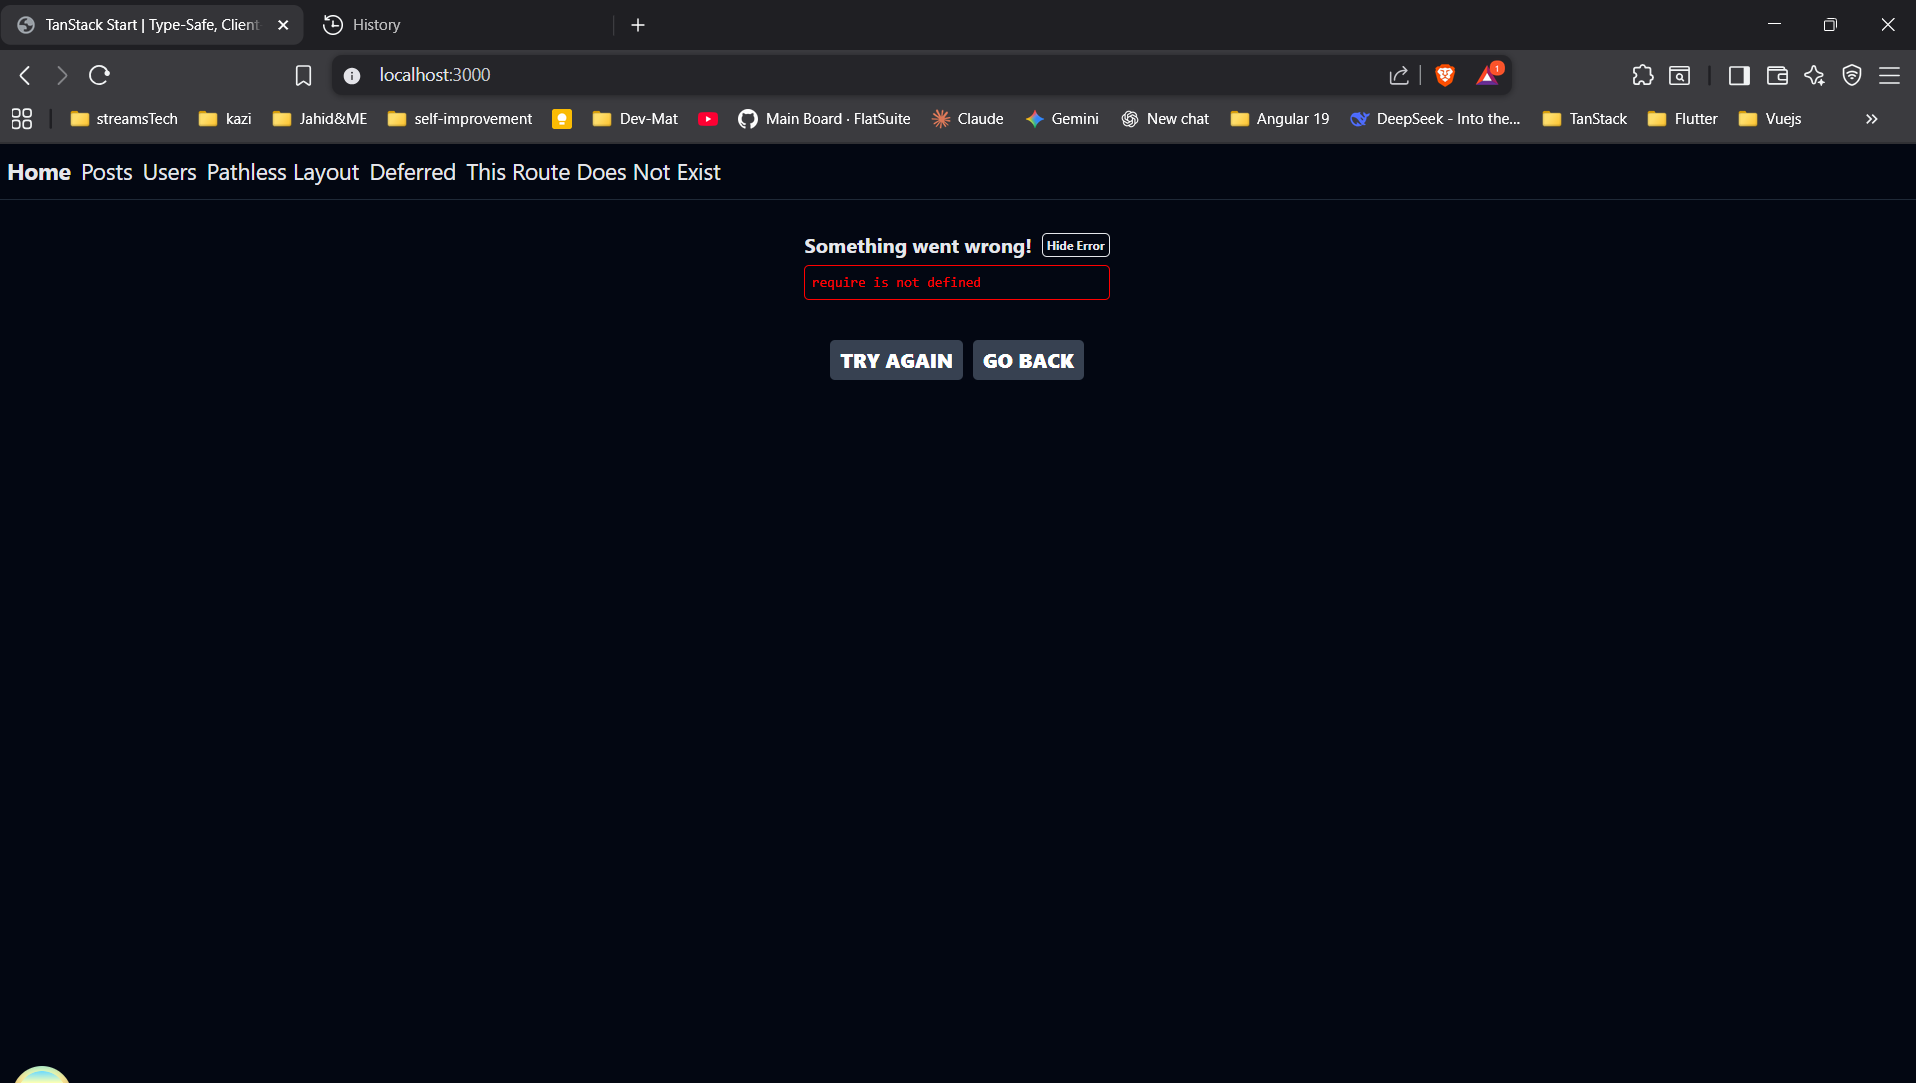 TanStack Start | Type-Safe, Client
History
localhost:3000
1
streamsTech
kazi
Jahid&ME
self-improvement
Dev-Mat
Main Board · FlatSuite
Claude
Gemini
New chat
Angular 19
DeepSeek - Into the...
TanStack
Flutter
Vuejs
Home Posts Users Pathless Layout Deferred This Route Does Not Exist
Something went wrong! Hide Error
require is not defined
TRY AGAIN GO BACK